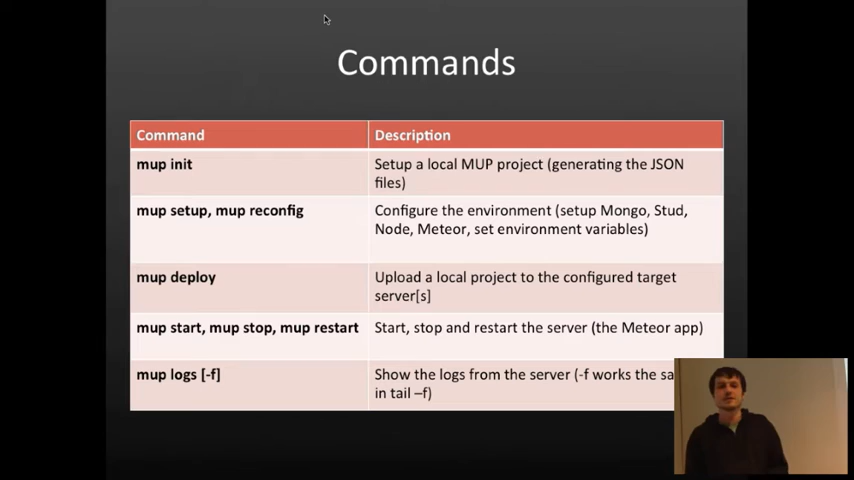 Commands
Command Description
mup init Setup a local MUP project (generating the JSON
files)
mup setup, mup reconfig Configure the environment (setup Mongo, Stud,
Node, Meteor, set environment variables)
mup deploy Upload a local project to the configured target
server[s]
mup start, mup stop, mup restart Start, stop and restart the server (the Meteor app)
mup logs [-f] Show the logs from the server (-f works the
in tail –f)